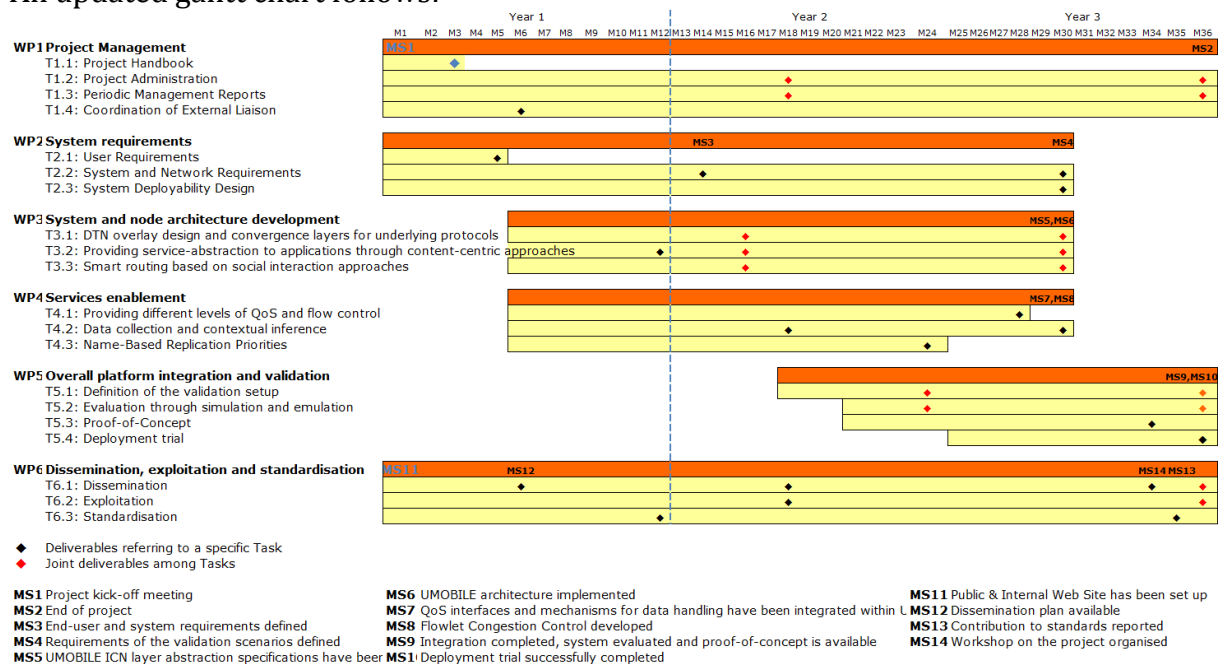 An updated gantt chart follows:
Year 1 Year 2 Year 3
M1 M2 M3 M4 M5 M6 M7 M8 M9 M10 M11 M12 M13 M14 M15 M16 M17 M18 M19 M20 M21 M22 M23 M24 M25 M26 M27 M28 M29 M30 M31 M32 M33 M34 M35 M36
WP1 Project Management MS1 MS2
T1.1: Project Handbook
T1.2: Project Administration
T1.3: Periodic Management Reports
T1.4: Coordination of External Liaison
WP2 System requirements MS3 MS4
T2.1: User Requirements
T2.2: System and Network Requirements
T2.3: System Deployability Design
WP3 System and node architecture development MS5,MS6
T3.1: DTN overlay design and convergence layers for underlying protocols
T3.2: Providing service-abstraction to applications through content-centric approaches
T3.3: Smart routing based on social interaction approaches
WP4 Services enablement MS7,MS8
T4.1: Providing different levels of QoS and flow control
T4.2: Data collection and contextual inference
T4.3: Name-Based Replication Priorities
WP5 Overall platform integration and validation MS9,MS10
T5.1: Definition of the validation setup
T5.2: Evaluation through simulation and emulation
T5.3: Proof-of-Concept
T5.4: Deployment trial
WP6 Dissemination, exploitation and standardisation MS11 MS12 MS14 MS13
T6.1: Dissemination
T6.2: Exploitation
T6.3: Standardisation
Deliverables referring to a specific Task
Joint deliverables among Tasks
MS1 Project kick-off meeting
MS2 End of project
MS3 End-user and system requirements defined
MS4 Requirements of the validation scenarios defined
MS5 UMOBILE ICN layer abstraction specifications have beer
MS6 UMOBILE architecture implemented
MS7 QoS interfaces and mechanisms for data handling have been integrated within U
MS8 Flowlet Congestion Control developed
MS9 Integration completed, system evaluated and proof-of-concept is available
MS1 Deployment trial successfully completed
MS11 Public & Internal Web Site has been set up
MS12 Dissemination plan available
MS13 Contribution to standards reported
MS14 Workshop on the project organised